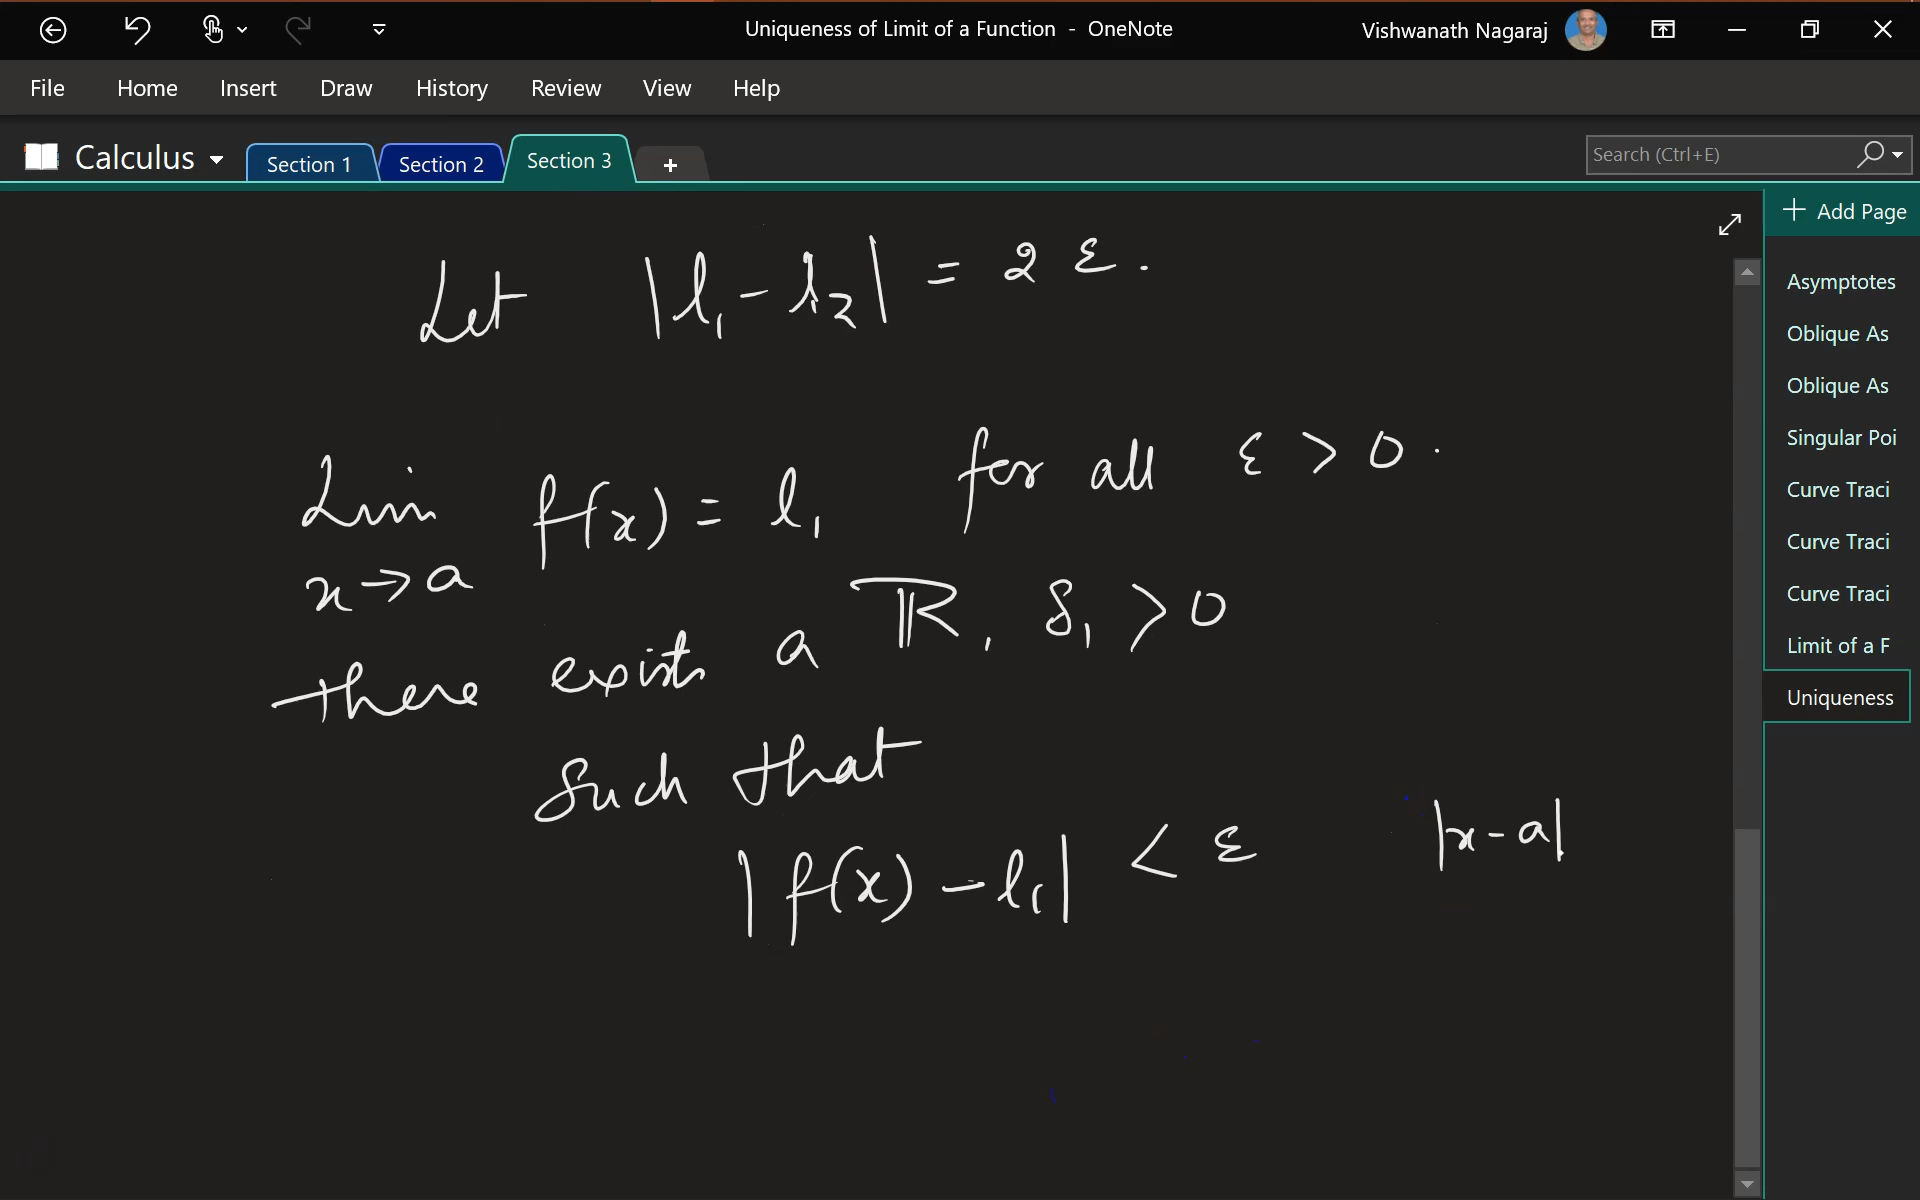 Uniqueness of Limit of a Function - OneNote
Vishwanath Nagaraj
File Home Insert Draw History Review View Help
Calculus
Section 1
Section 2
Section 3
+
Search (Ctrl+E)
+ Add Page
Asymptotes
Oblique As
Oblique As
Singular Poi
Curve Traci
Curve Traci
Curve Traci
Limit of a F
Uniqueness
Let |l₁ - l₂| = 2 ε.
Lim f(x) = l₁ for all ε > 0.
x → a
there exists a ℝ, δ₁ > 0
Such that
|f(x) - l₁| < ε |x - a|